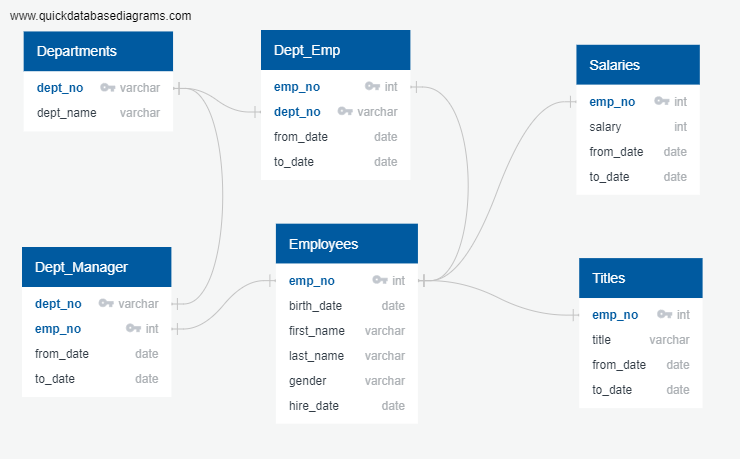 www.quickdatabasediagrams.com
Departments
dept_no varchar
dept_name varchar
Dept_Emp
emp_no int
dept_no varchar
from_date date
to_date date
Salaries
emp_no int
salary int
from_date date
to_date date
Dept_Manager
dept_no varchar
emp_no int
from_date date
to_date date
Employees
emp_no int
birth_date date
first_name varchar
last_name varchar
gender varchar
hire_date date
Titles
emp_no int
title varchar
from_date date
to_date date